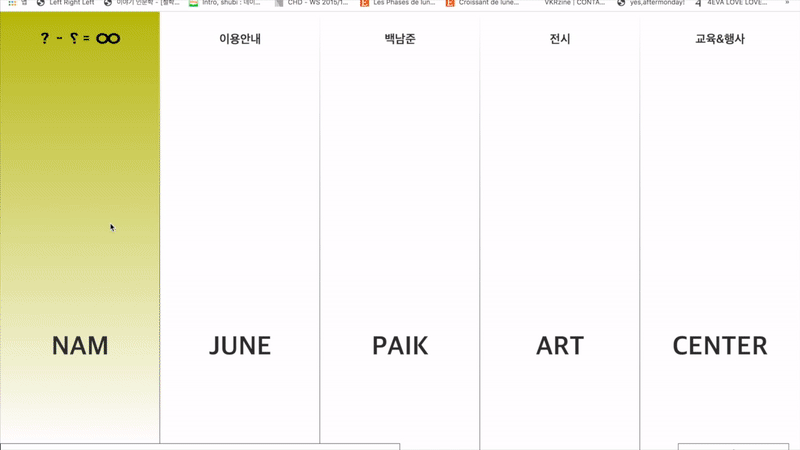 앱
Left Right Left
이야기 인문학 - [철학...
Intro, shubi : 네이...
CHD - WS 2015/1...
Les Phases de lun...
Croissant de lune...
VKRzine | CONTA...
yes,aftermonday!
4EVA LOVE LOVE...
»
? - ⸮ = ∞
이용안내
백남준
전시
교육&행사
NAM
JUNE
PAIK
ART
CENTER